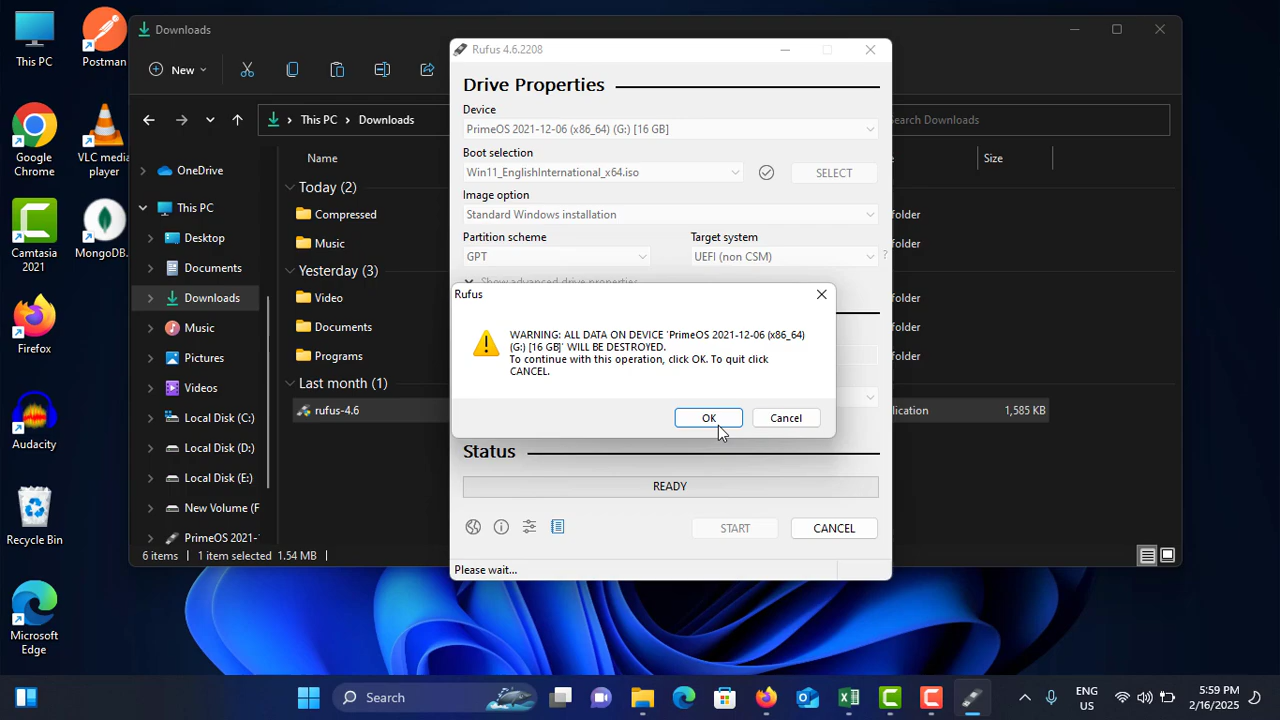 This PC
Postman
Google
Chrome
VLC media
player
Camtasia
2021
MongoDB.
Firefox
Audacity
Recycle Bin
Microsoft
Edge
Downloads
New
This PC
Downloads
Search Downloads
Name
Size
OneDrive
This PC
Desktop
Documents
Downloads
Music
Pictures
Videos
Local Disk (C:)
Local Disk (D:)
Local Disk (E:)
New Volume (F
PrimeOS 2021-
Today (2)
Compressed
folder
Music
folder
Yesterday (3)
Video
folder
Documents
folder
Programs
folder
Last month (1)
rufus-4.6
lication
1,585 KB
6 items
1 item selected 1.54 MB
Rufus 4.6.2208
Drive Properties
Device
PrimeOS 2021-12-06 (x86_64) (G:) [16 GB]
Boot selection
Win11_EnglishInternational_x64.iso
SELECT
Image option
Standard Windows installation
Partition scheme
Target system
GPT
UEFI (non CSM)
?
Show advanced drive properties
Rufus
WARNING: ALL DATA ON DEVICE 'PrimeOS 2021-12-06 (x86_64)
(G:) [16 GB]' WILL BE DESTROYED.
To continue with this operation, click OK. To quit click
CANCEL.
OK
Cancel
Status
READY
START
CANCEL
Please wait...
Search
ENG
US
5:59 PM
2/16/2025